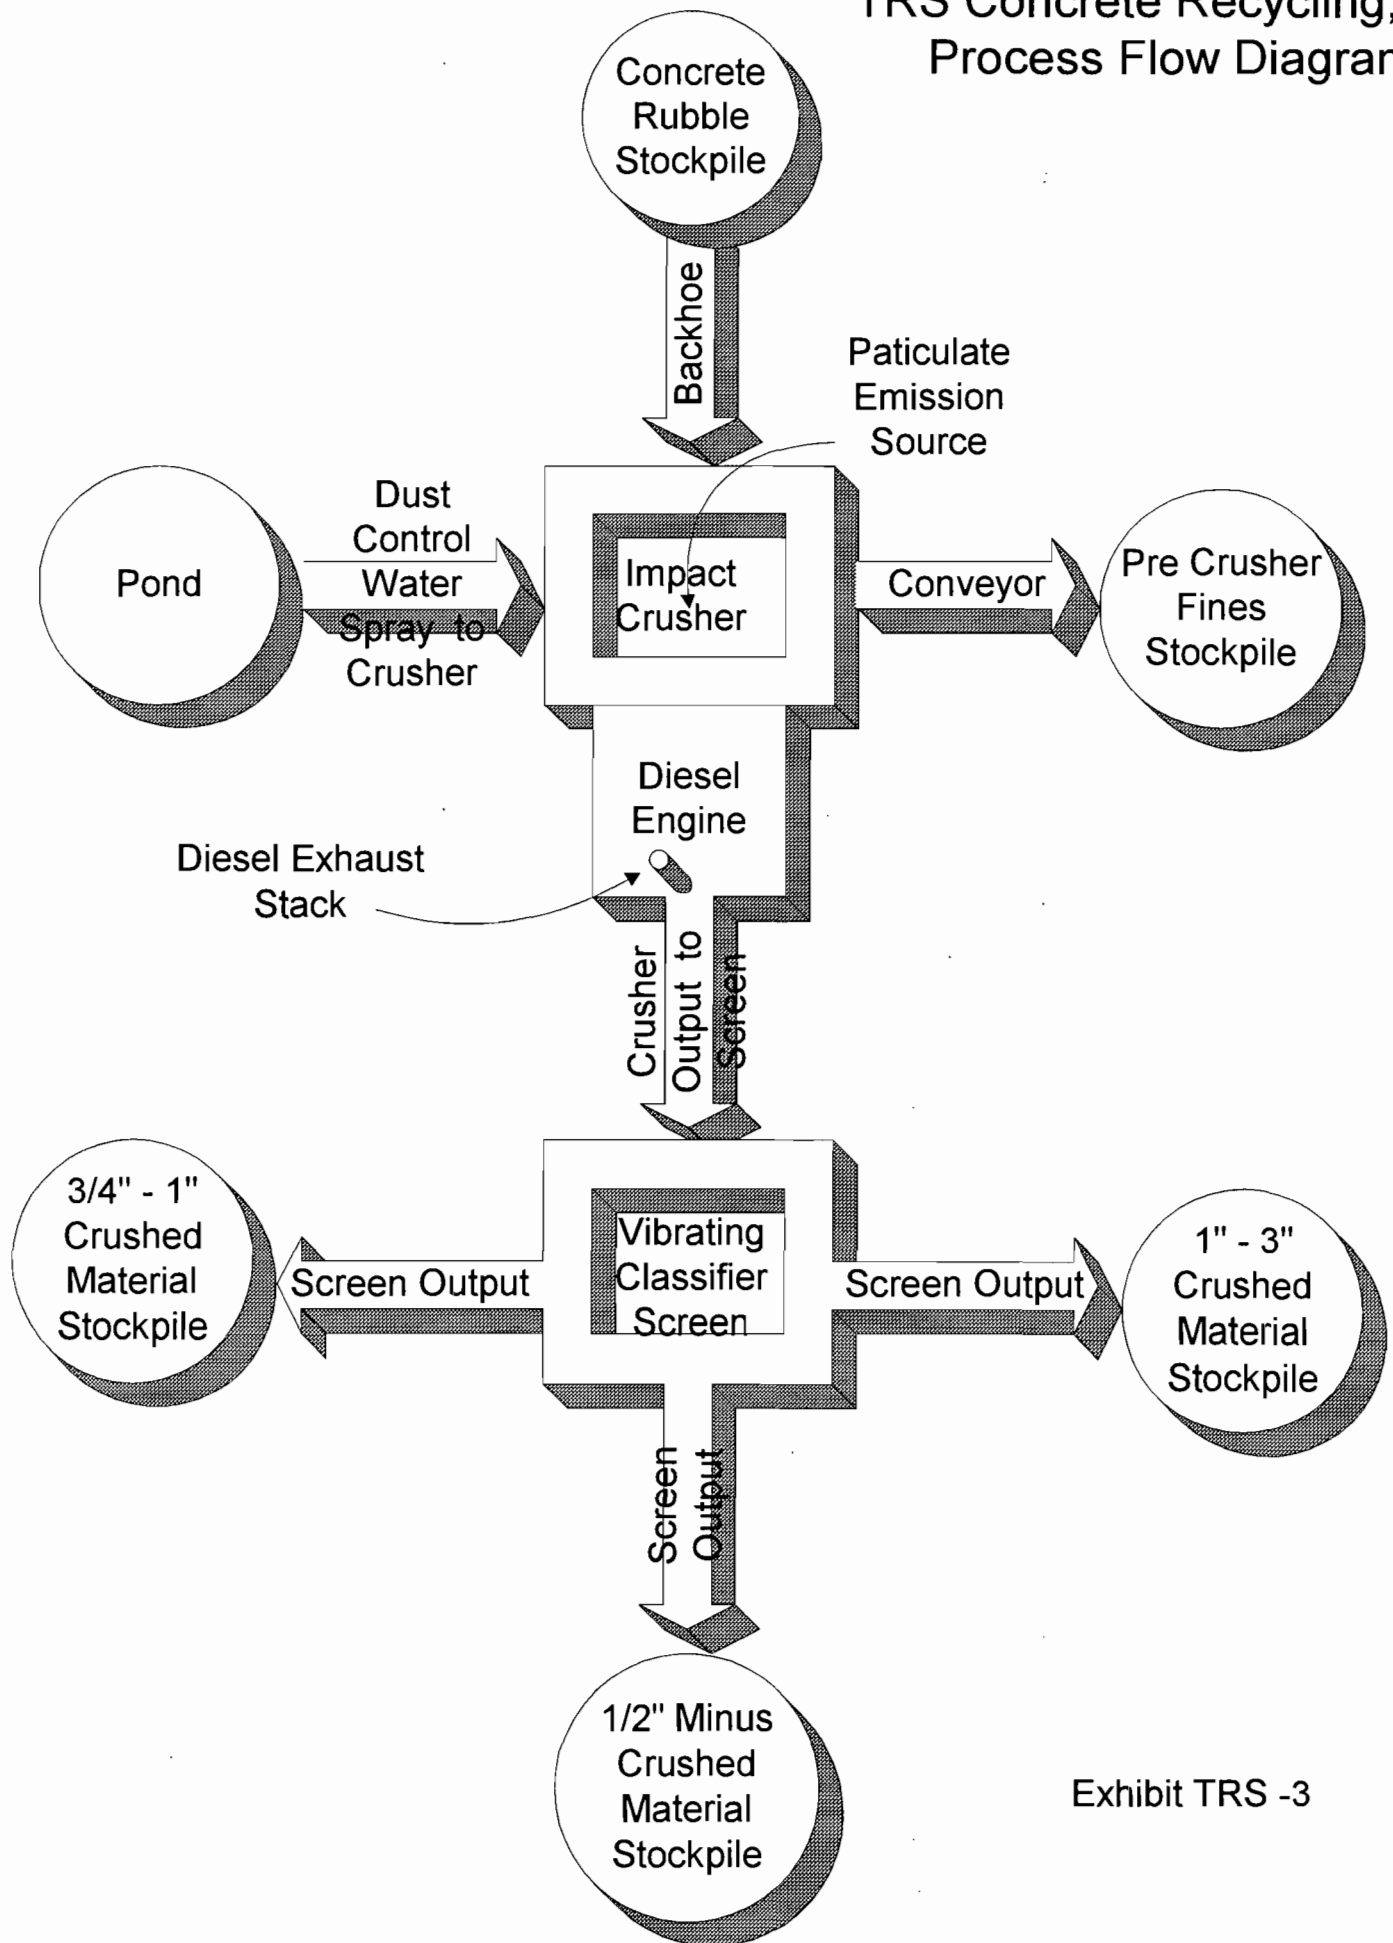 TRS Concrete Recycling,
Process Flow Diagram
Concrete
Rubble
Stockpile
Backhoe
Paticulate
Emission
Source
Pond
Dust
Control
Water
Spray to
Crusher
Impact
Crusher
Conveyor
Pre Crusher
Fines
Stockpile
Diesel
Engine
Diesel Exhaust
Stack
Crusher
Output to
Screen
3/4" - 1"
Crushed
Material
Stockpile
Screen Output
Vibrating
Classifier
Screen
Screen Output
1" - 3"
Crushed
Material
Stockpile
Screen
Output
1/2" Minus
Crushed
Material
Stockpile
Exhibit TRS -3